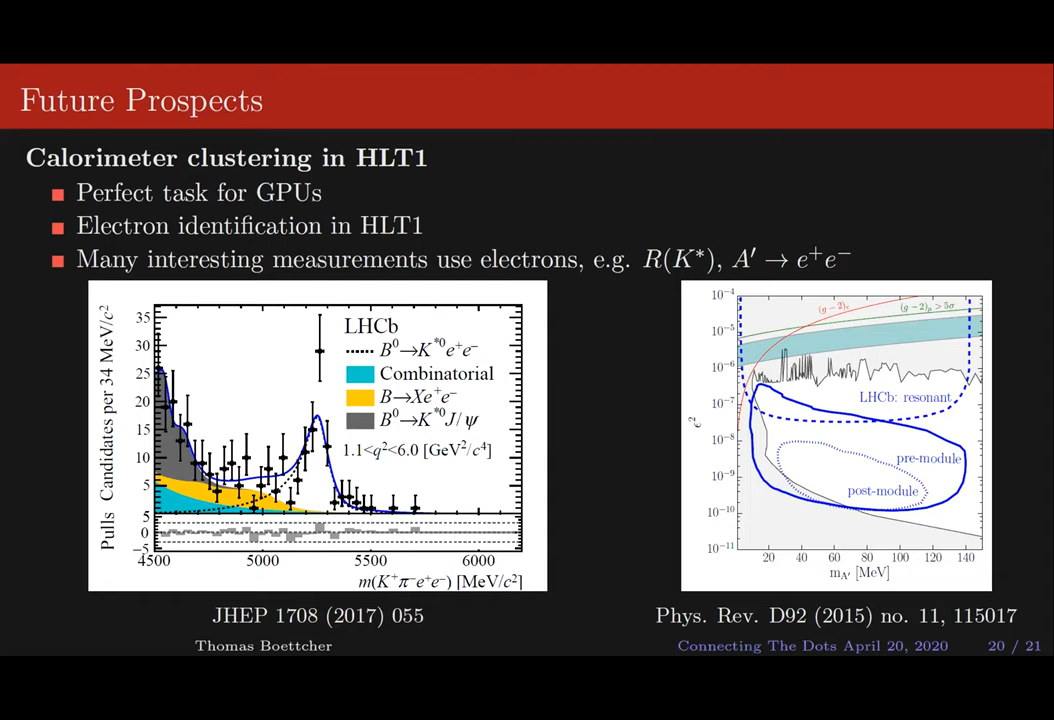 Future Prospects
Calorimeter clustering in HLT1
Perfect task for GPUs
Electron identification in HLT1
Many interesting measurements use electrons, e.g. R(K*), A′ → e⁺e⁻
Pulls Candidates per 34 MeV/c²
35
30
25
20
15
10
5
5
0
−5
4500 5000 5500 6000
m(K⁺π⁻e⁺e⁻) [MeV/c²]
LHCb
B⁰→K*⁰e⁺e⁻
Combinatorial
B→Xe⁺e⁻
B⁰→K*⁰J/ψ
1.1<q²<6.0 [GeV²/c⁴]
JHEP 1708 (2017) 055
ε²
10⁻⁴
10⁻⁵
10⁻⁶
10⁻⁷
10⁻⁸
10⁻⁹
10⁻¹⁰
10⁻¹¹
(g − 2)ₑ
(g − 2)μ > 5σ
LHCb: resonant
pre-module
post-module
20 40 60 80 100 120 140
m_A′ [MeV]
Phys. Rev. D92 (2015) no. 11, 115017
Thomas Boettcher
Connecting The Dots April 20, 2020
20 / 21